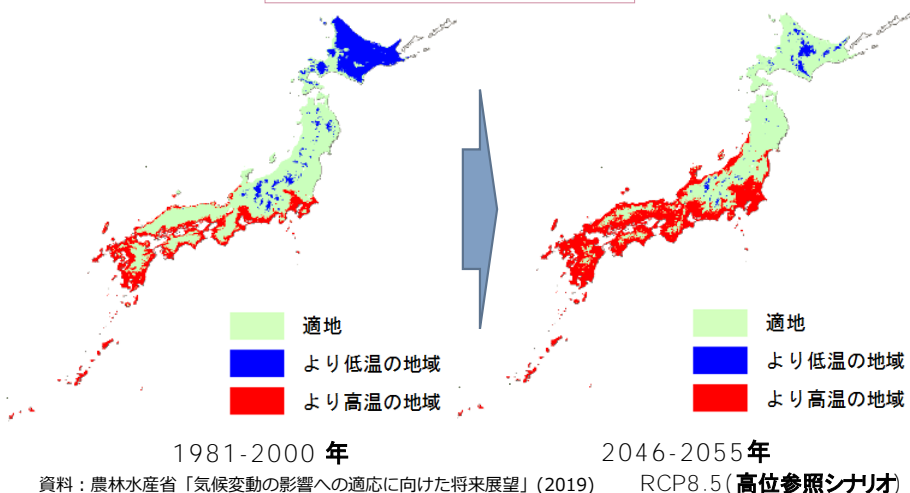 適地
より低温の地域
より高温の地域
適地
より低温の地域
より高温の地域
1981-2000 年
2046-2055年
資料：農林水産省「気候変動の影響への適応に向けた将来展望」(2019)
RCP8.5(高位参照シナリオ)